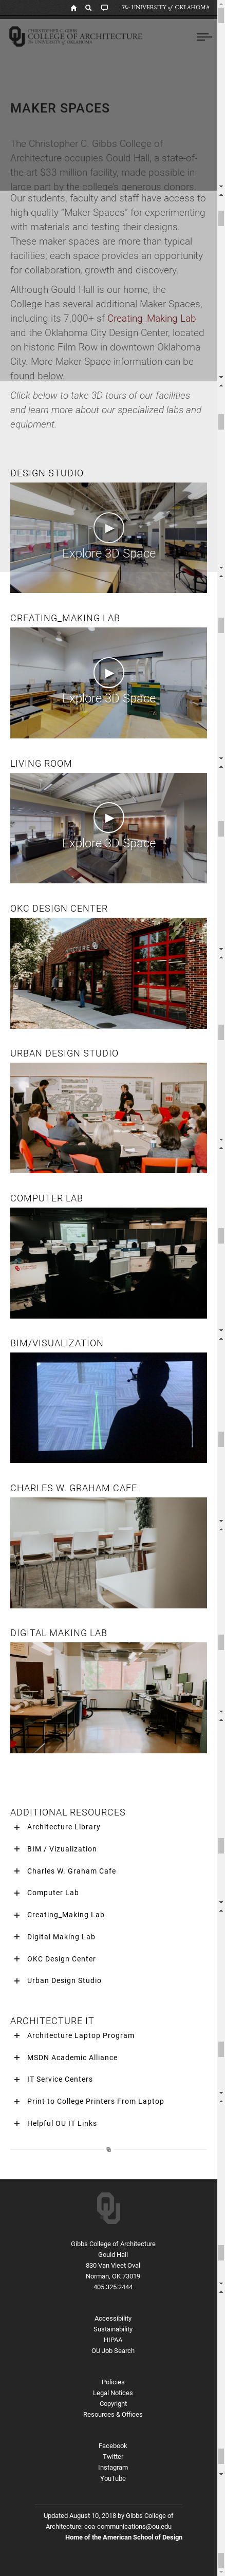 The UNIVERSITY of OKLAHOMA
CHRISTOPHER C. GIBBS
COLLEGE OF ARCHITECTURE
The UNIVERSITY of OKLAHOMA
MAKER SPACES
The Christopher C. Gibbs College of
Architecture occupies Gould Hall, a state-of-
the-art $33 million facility, made possible in
large part by the college's generous donors.
Our students, faculty and staff have access to
high-quality “Maker Spaces” for experimenting
with materials and testing their designs.
These maker spaces are more than typical
classrooms; each space provides an opportunity
for collaboration, growth and discovery.
Although Gould Hall is our home, the
College has several additional Maker Spaces,
including its 7,000+ sf Creating_Making Lab
and the Oklahoma City Design Center, located
on historic Film Row in downtown Oklahoma
City. More Maker Space information can be
found below.
Click below to take 3D tours of our facilities
and learn more about our specialized labs and
equipment.
DESIGN STUDIO
Explore 3D Space
CREATING_MAKING LAB
Explore 3D Space
LIVING ROOM
Explore 3D Space
OKC DESIGN CENTER
URBAN DESIGN STUDIO
COMPUTER LAB
BIM/VISUALIZATION
CHARLES W. GRAHAM CAFE
DIGITAL MAKING LAB
ADDITIONAL RESOURCES
+ Architecture Library
+ BIM / Vizualization
+ Charles W. Graham Cafe
+ Computer Lab
+ Creating_Making Lab
+ Digital Making Lab
+ OKC Design Center
+ Urban Design Studio
ARCHITECTURE IT
+ Architecture Laptop Program
+ MSDN Academic Alliance
+ IT Service Centers
+ Print to College Printers From Laptop
+ Helpful OU IT Links
Gibbs College of Architecture
Gould Hall
830 Van Vleet Oval
Norman, OK 73019
405.325.2444
Accessibility
Sustainability
HIPAA
OU Job Search
Policies
Legal Notices
Copyright
Resources & Offices
Facebook
Twitter
Instagram
YouTube
Updated August 10, 2018 by Gibbs College of
Architecture: coa-communications@ou.edu
Home of the American School of Design